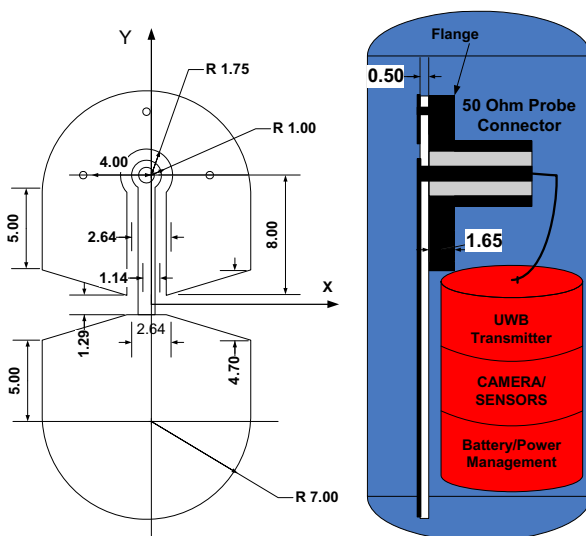 Y
R 1.75
R 1.00
4.00
5.00
2.64
8.00
1.14
X
1.29
2.64
5.00
4.70
R 7.00
Flange
0.50
50 Ohm Probe
Connector
1.65
UWB
Transmitter
CAMERA/
SENSORS
Battery/Power
Management